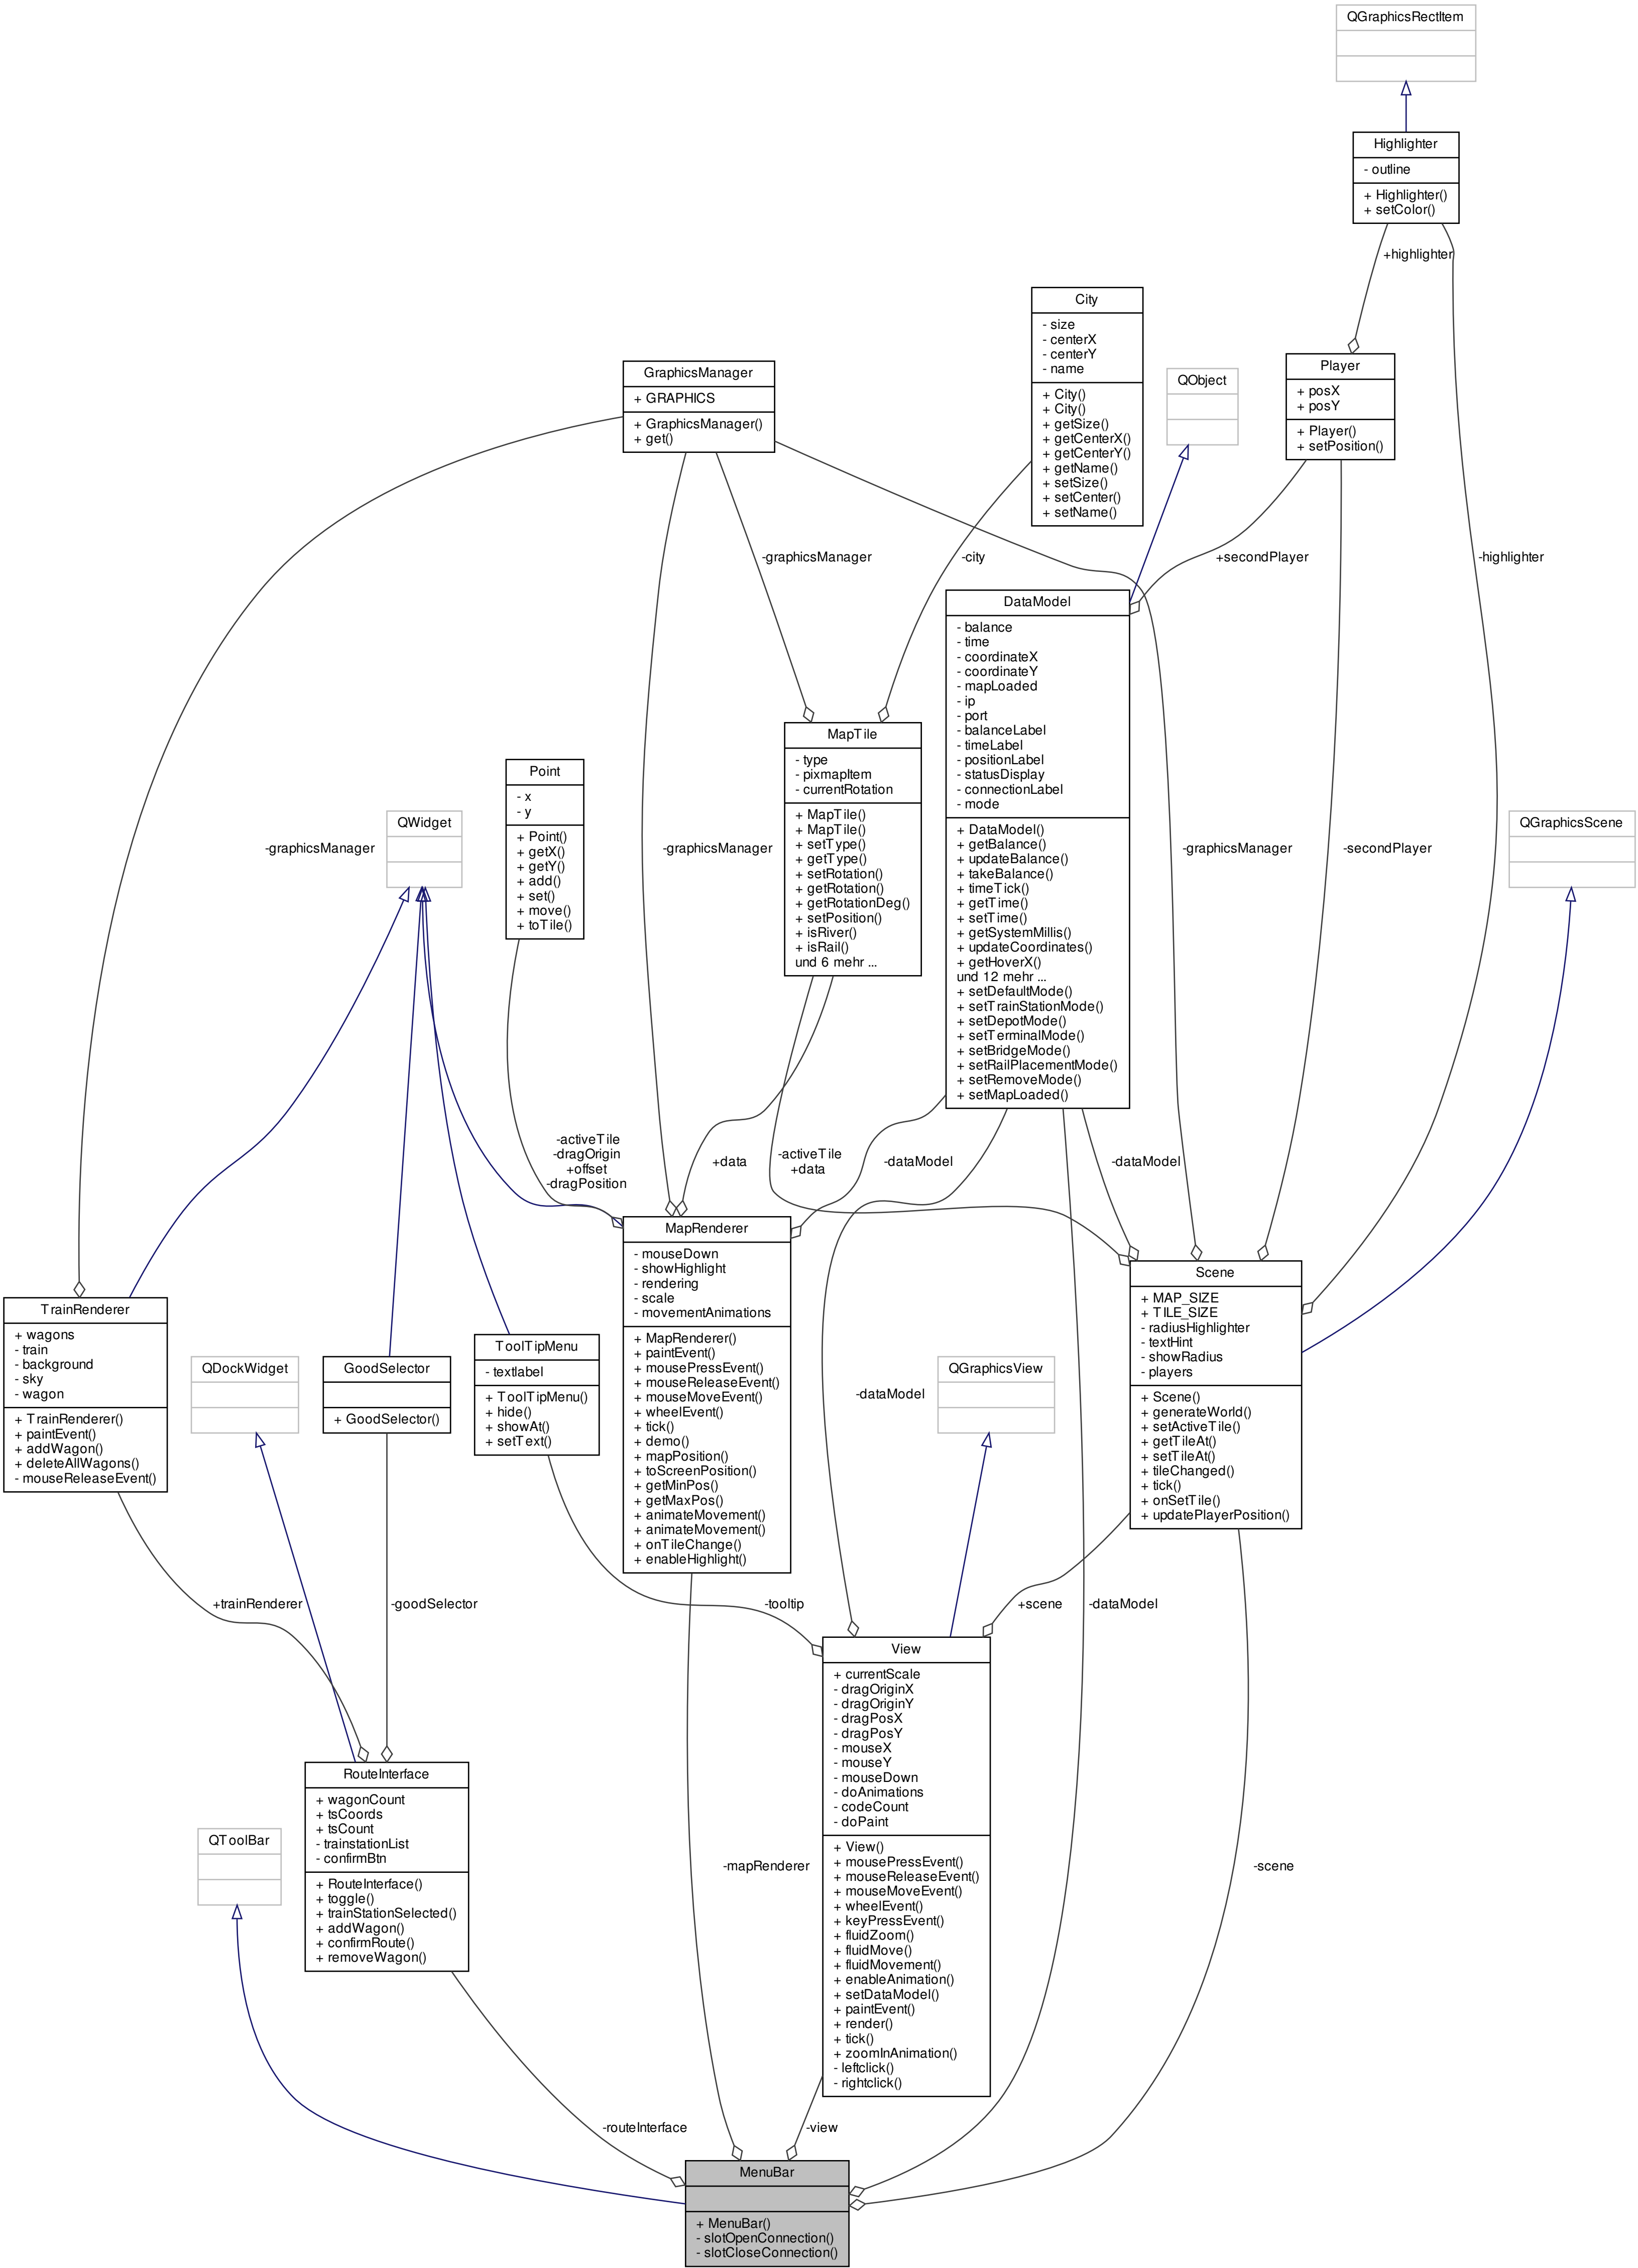 QGraphicsRectItem
Highlighter
- outline
+ Highlighter()
+ setColor()
+highlighter
City
- size
- centerX
- centerY
- name
+ City()
+ City()
+ getSize()
+ getCenterX()
+ getCenterY()
+ getName()
+ setSize()
+ setCenter()
+ setName()
Player
+ posX
+ posY
+ Player()
+ setPosition()
GraphicsManager
+ GRAPHICS
+ GraphicsManager()
+ get()
QObject
-graphicsManager
-city
+secondPlayer
-highlighter
DataModel
- balance
- time
- coordinateX
- coordinateY
- mapLoaded
- ip
- port
- balanceLabel
- timeLabel
- positionLabel
- statusDisplay
- connectionLabel
- mode
+ DataModel()
+ getBalance()
+ updateBalance()
+ takeBalance()
+ timeTick()
+ getTime()
+ setTime()
+ getSystemMillis()
+ updateCoordinates()
+ getHoverX()
und 12 mehr ...
+ setDefaultMode()
+ setTrainStationMode()
+ setDepotMode()
+ setTerminalMode()
+ setBridgeMode()
+ setRailPlacementMode()
+ setRemoveMode()
+ setMapLoaded()
MapTile
- type
- pixmapItem
- currentRotation
+ MapTile()
+ MapTile()
+ setType()
+ getType()
+ setRotation()
+ getRotation()
+ getRotationDeg()
+ setPosition()
+ isRiver()
+ isRail()
und 6 mehr ...
Point
- x
- y
+ Point()
+ getX()
+ getY()
+ add()
+ set()
+ move()
+ toTile()
QWidget
QGraphicsScene
-graphicsManager
-graphicsManager
-graphicsManager
-secondPlayer
-activeTile
-dragOrigin
+offset
-dragPosition
+data
-activeTile
+data
-dataModel
-dataModel
MapRenderer
- mouseDown
- showHighlight
- rendering
- scale
- movementAnimations
+ MapRenderer()
+ paintEvent()
+ mousePressEvent()
+ mouseReleaseEvent()
+ mouseMoveEvent()
+ wheelEvent()
+ tick()
+ demo()
+ mapPosition()
+ toScreenPosition()
+ getMinPos()
+ getMaxPos()
+ animateMovement()
+ animateMovement()
+ onTileChange()
+ enableHighlight()
Scene
+ MAP_SIZE
+ TILE_SIZE
- radiusHighlighter
- textHint
- showRadius
- players
+ Scene()
+ generateWorld()
+ setActiveTile()
+ getTileAt()
+ setTileAt()
+ tileChanged()
+ tick()
+ onSetTile()
+ updatePlayerPosition()
TrainRenderer
+ wagons
- train
- background
- sky
- wagon
+ TrainRenderer()
+ paintEvent()
+ addWagon()
+ deleteAllWagons()
- mouseReleaseEvent()
QDockWidget
GoodSelector
+ GoodSelector()
ToolTipMenu
- textlabel
+ ToolTipMenu()
+ hide()
+ showAt()
+ setText()
QGraphicsView
-dataModel
+trainRenderer
-goodSelector
-tooltip
+scene
-dataModel
View
+ currentScale
- dragOriginX
- dragOriginY
- dragPosX
- dragPosY
- mouseX
- mouseY
- mouseDown
- doAnimations
- codeCount
- doPaint
+ View()
+ mousePressEvent()
+ mouseReleaseEvent()
+ mouseMoveEvent()
+ wheelEvent()
+ keyPressEvent()
+ fluidZoom()
+ fluidMove()
+ fluidMovement()
+ enableAnimation()
+ setDataModel()
+ paintEvent()
+ render()
+ tick()
+ zoomInAnimation()
- leftclick()
- rightclick()
RouteInterface
+ wagonCount
+ tsCoords
+ tsCount
- trainstationList
- confirmBtn
+ RouteInterface()
+ toggle()
+ trainStationSelected()
+ addWagon()
+ confirmRoute()
+ removeWagon()
QToolBar
-mapRenderer
-scene
-routeInterface
-view
MenuBar
+ MenuBar()
- slotOpenConnection()
- slotCloseConnection()